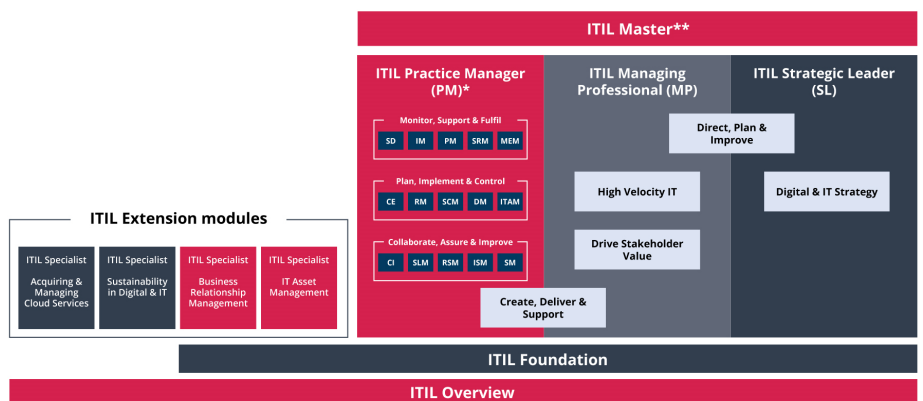 ITIL Master**
ITIL Practice Manager
(PM)*
ITIL Managing
Professional (MP)
ITIL Strategic Leader
(SL)
Monitor, Support & Fulfil
SD IM PM SRM MEM
Plan, Implement & Control
CE RM SCM DM ITAM
Collaborate, Assure & Improve
CI SLM RSM ISM SM
Direct, Plan &
Improve
High Velocity IT
Digital & IT Strategy
Drive Stakeholder
Value
Create, Deliver &
Support
ITIL Extension modules
ITIL Specialist
Acquiring &
Managing
Cloud Services
ITIL Specialist
Sustainability
in Digital & IT
ITIL Specialist
Business
Relationship
Management
ITIL Specialist
IT Asset
Management
ITIL Foundation
ITIL Overview